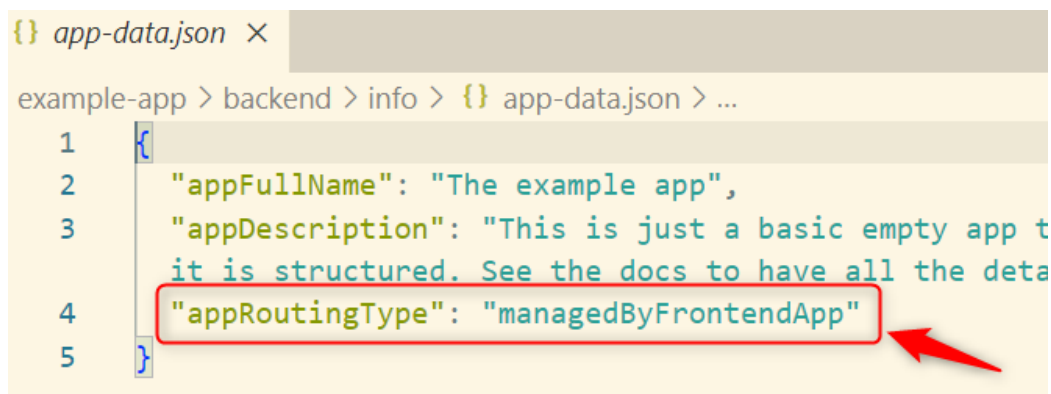 {} app-data.json ×
example-app > backend > info > {} app-data.json > ...
1 {
2 "appFullName": "The example app",
3 "appDescription": "This is just a basic empty app
it is structured. See the docs to have all the
4 "appRoutingType": "managedByFrontendApp"
5 }